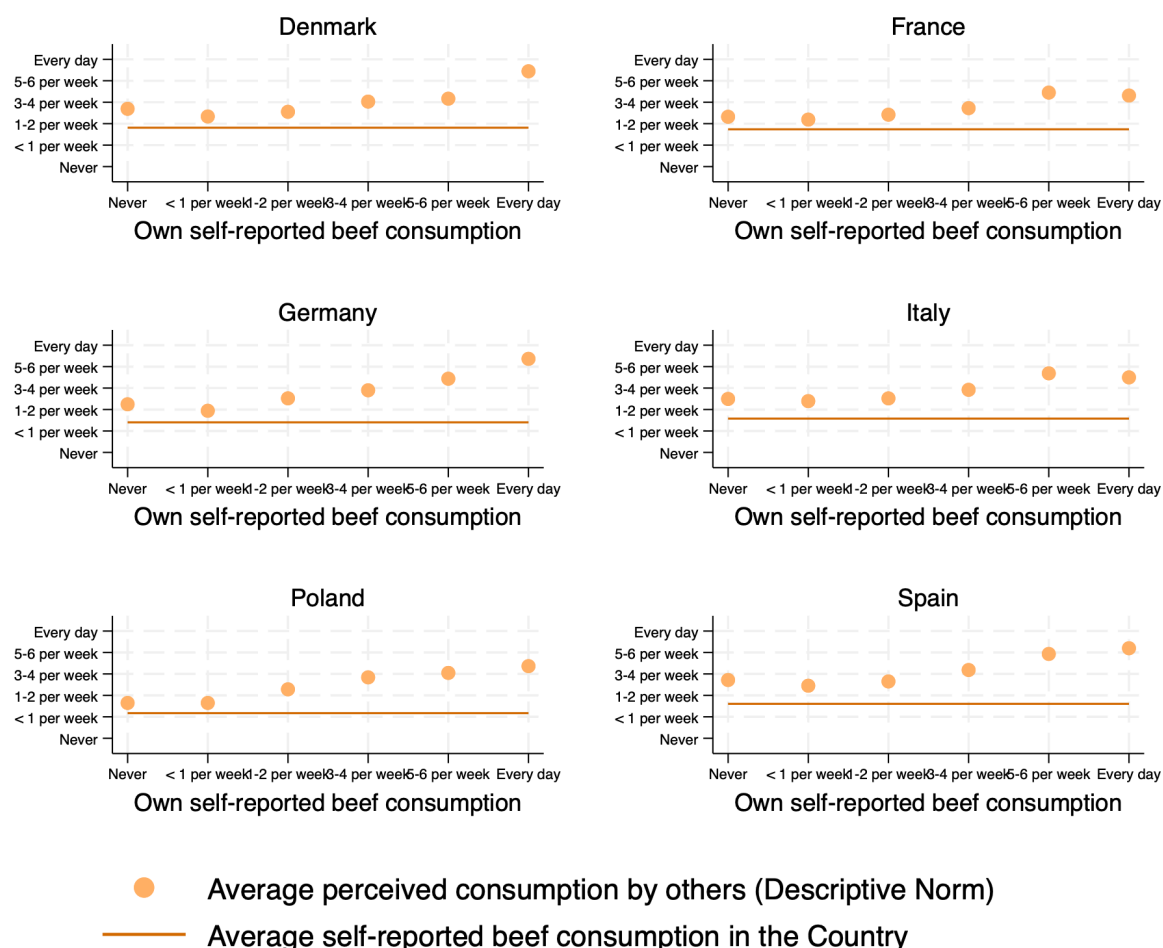 Denmark
Every day
5-6 per week
3-4 per week
1-2 per week
< 1 per week
Never
Never < 1 per week 1-2 per week 3-4 per week 5-6 per week Every day
Own self-reported beef consumption
France
Every day
5-6 per week
3-4 per week
1-2 per week
< 1 per week
Never
Never < 1 per week 1-2 per week 3-4 per week 5-6 per week Every day
Own self-reported beef consumption
Germany
Every day
5-6 per week
3-4 per week
1-2 per week
< 1 per week
Never
Never < 1 per week 1-2 per week 3-4 per week 5-6 per week Every day
Own self-reported beef consumption
Italy
Every day
5-6 per week
3-4 per week
1-2 per week
< 1 per week
Never
Never < 1 per week 1-2 per week 3-4 per week 5-6 per week Every day
Own self-reported beef consumption
Poland
Every day
5-6 per week
3-4 per week
1-2 per week
< 1 per week
Never
Never < 1 per week 1-2 per week 3-4 per week 5-6 per week Every day
Own self-reported beef consumption
Spain
Every day
5-6 per week
3-4 per week
1-2 per week
< 1 per week
Never
Never < 1 per week 1-2 per week 3-4 per week 5-6 per week Every day
Own self-reported beef consumption
Average perceived consumption by others (Descriptive Norm)
Average self-reported beef consumption in the Country